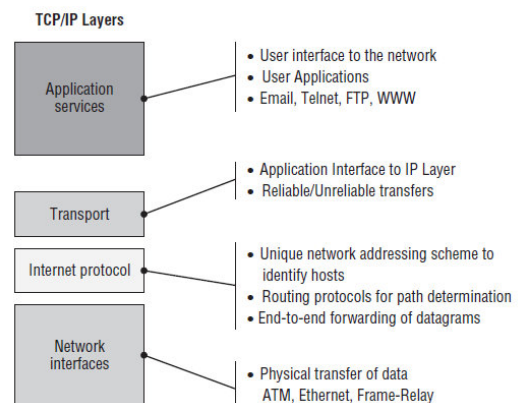 TCP/IP Layers
Application
services
• User interface to the network
• User Applications
• Email, Telnet, FTP, WWW
Transport
• Application Interface to IP Layer
• Reliable/Unreliable transfers
Internet protocol
• Unique network addressing scheme to
identify hosts
• Routing protocols for path determination
• End-to-end forwarding of datagrams
Network
interfaces
• Physical transfer of data
ATM, Ethernet, Frame-Relay